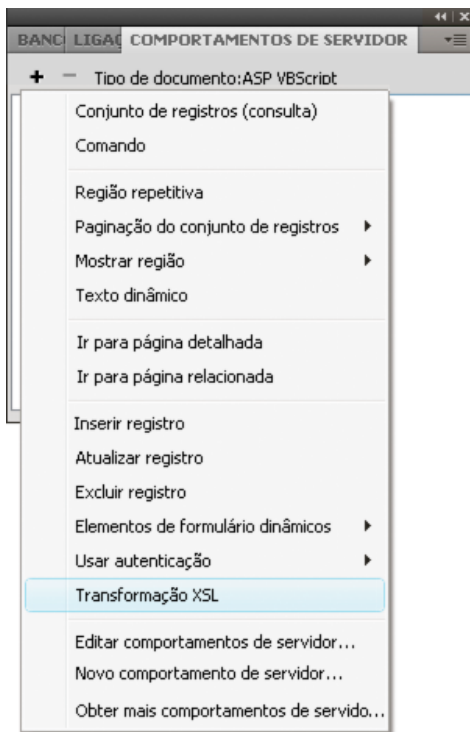 BANC LIGAÇ COMPORTAMENTOS DE SERVIDOR
+ − Tipo de documento:ASP VBScript
Conjunto de registros (consulta)
Comando
Região repetitiva
Paginação do conjunto de registros
Mostrar região
Texto dinâmico
Ir para página detalhada
Ir para página relacionada
Inserir registro
Atualizar registro
Excluir registro
Elementos de formulário dinâmicos
Usar autenticação
Transformação XSL
Editar comportamentos de servidor...
Novo comportamento de servidor...
Obter mais comportamentos de servido...